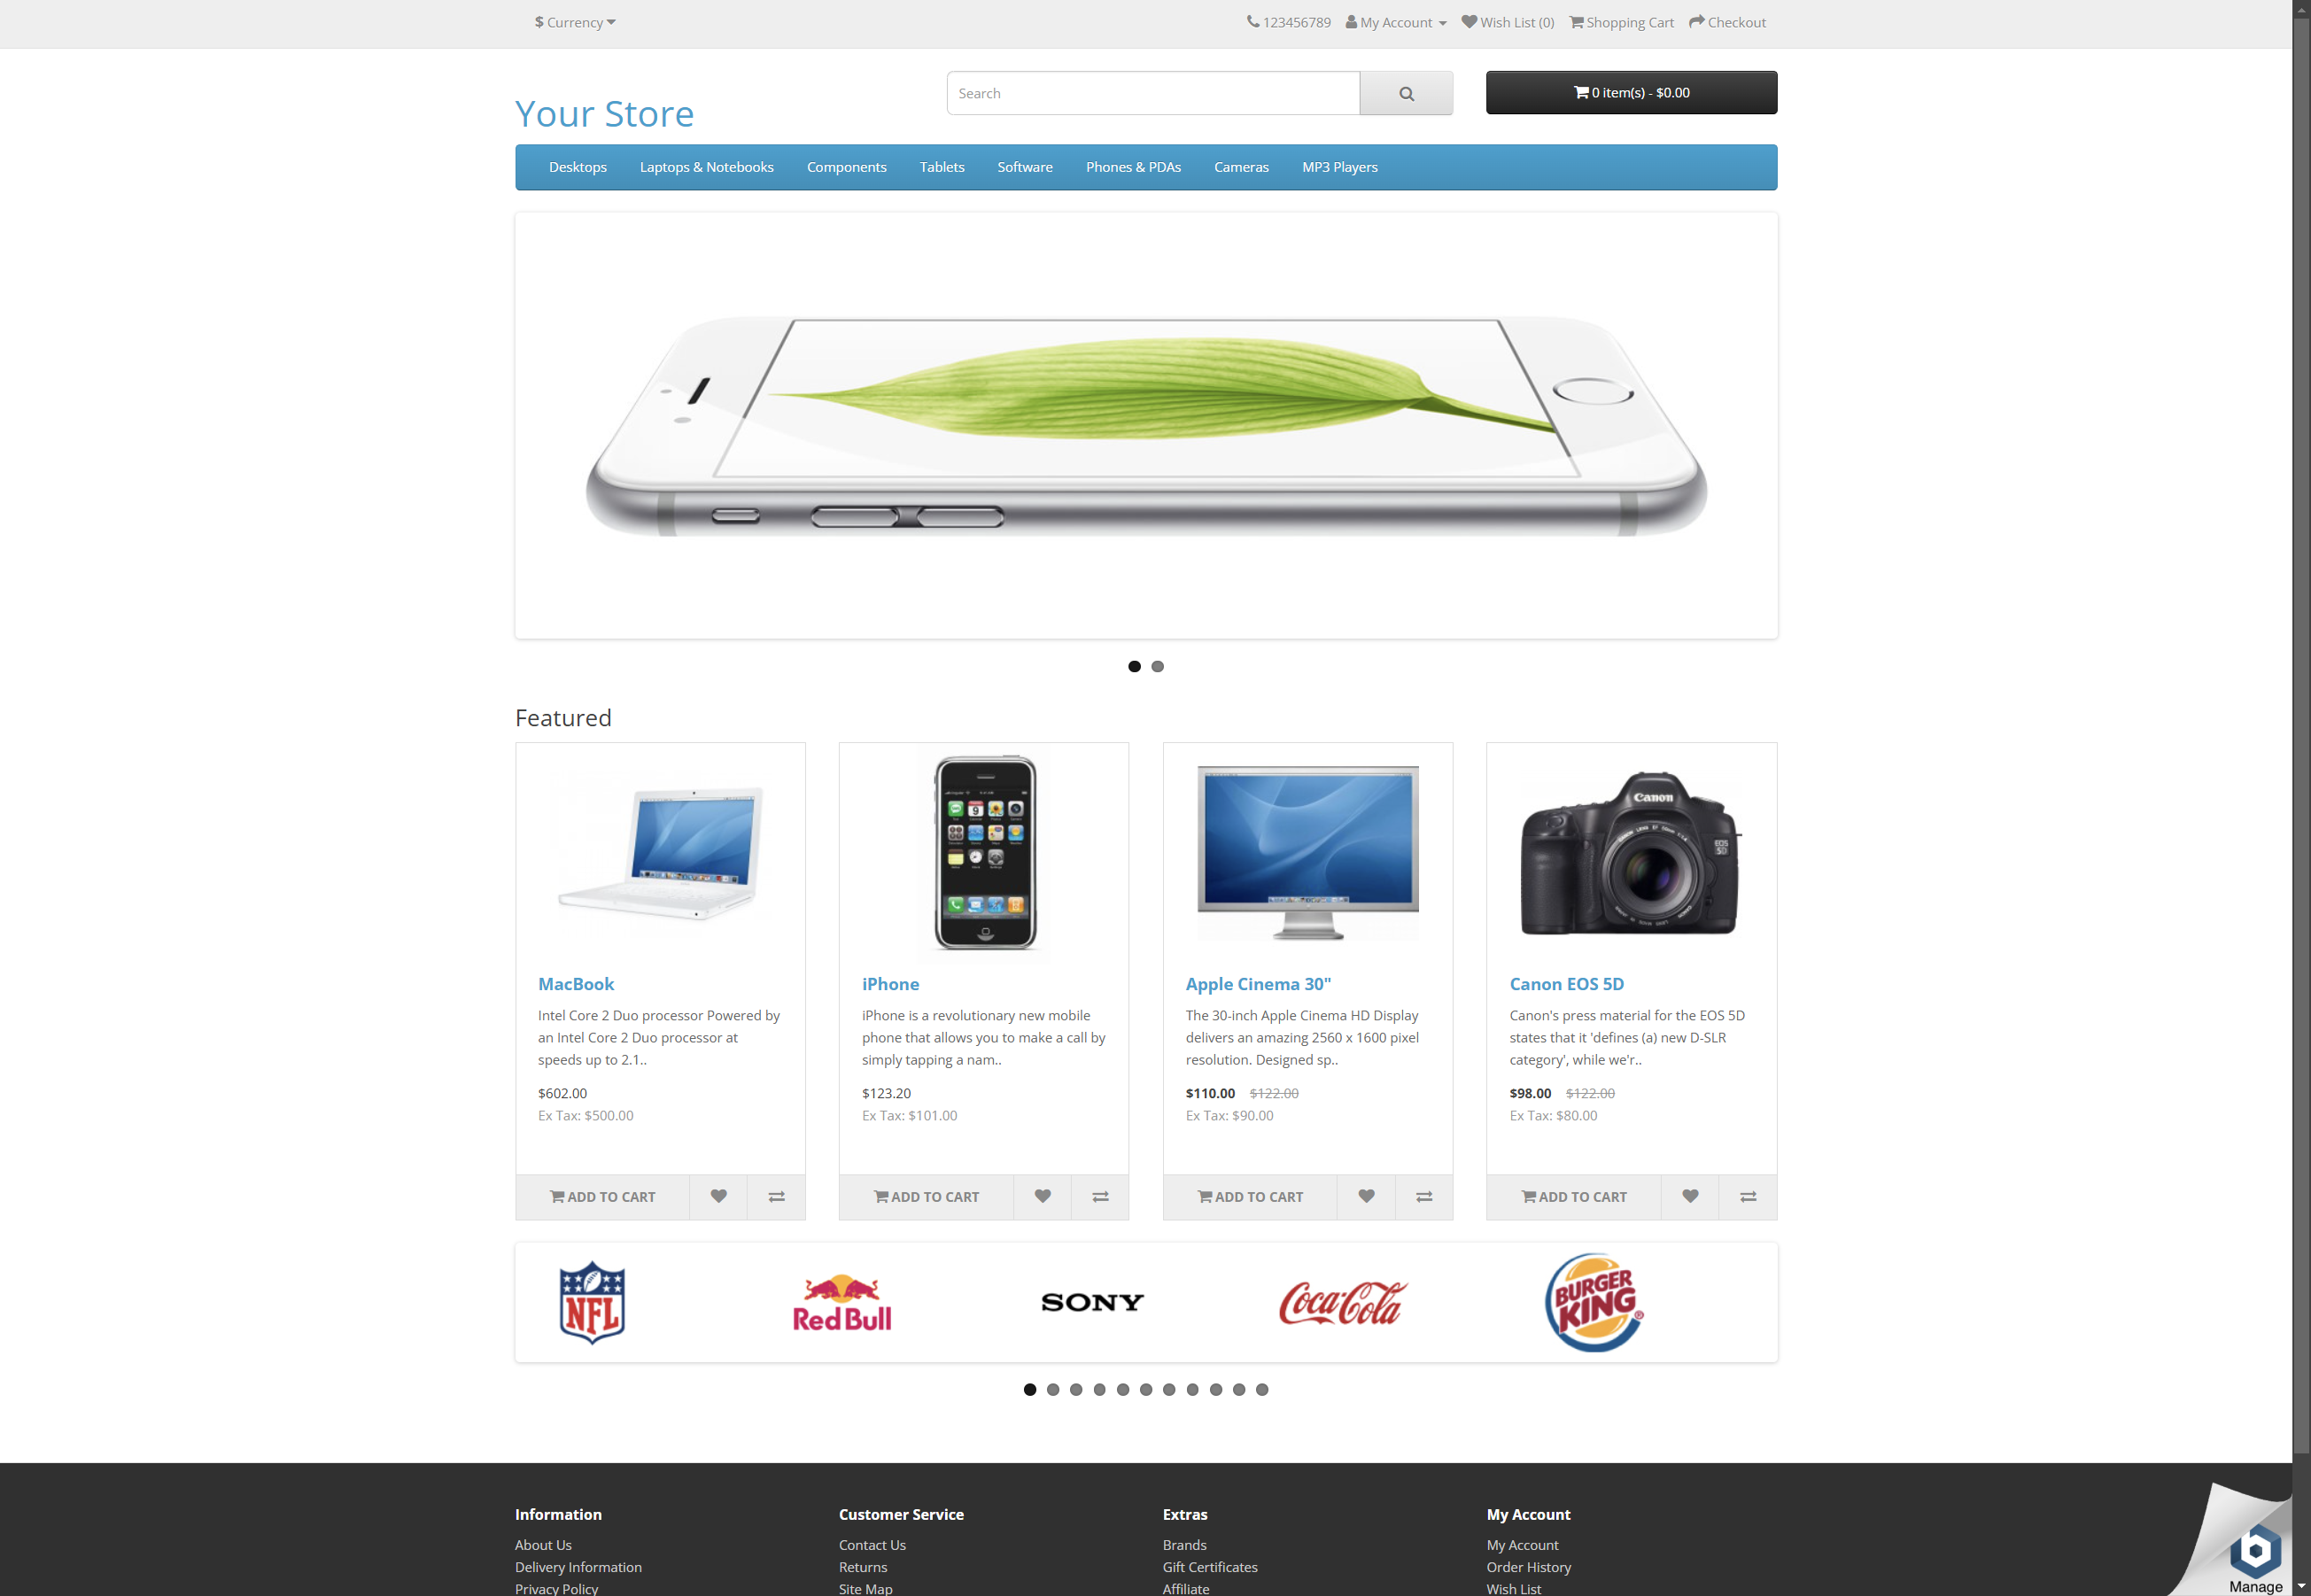 $ Currency
123456789 My Account Wish List (0) Shopping Cart Checkout
Your Store
Search
0 item(s) - $0.00
Desktops Laptops & Notebooks Components Tablets Software Phones & PDAs Cameras MP3 Players
Featured
MacBook
Intel Core 2 Duo processor Powered by
an Intel Core 2 Duo processor at
speeds up to 2.1..
$602.00
Ex Tax: $500.00
ADD TO CART
iPhone
iPhone is a revolutionary new mobile
phone that allows you to make a call by
simply tapping a nam..
$123.20
Ex Tax: $101.00
ADD TO CART
Apple Cinema 30"
The 30-inch Apple Cinema HD Display
delivers an amazing 2560 x 1600 pixel
resolution. Designed sp..
$110.00 $122.00
Ex Tax: $90.00
ADD TO CART
Canon
EOS
5D
Canon EOS 5D
Canon's press material for the EOS 5D
states that it 'defines (a) new D-SLR
category', while we'r..
$98.00 $122.00
Ex Tax: $80.00
ADD TO CART
NFL
Red Bull
SONY
Coca-Cola
BURGER
KING
Information
About Us
Delivery Information
Privacy Policy
Customer Service
Contact Us
Returns
Site Map
Extras
Brands
Gift Certificates
Affiliate
My Account
My Account
Order History
Wish List
Manage